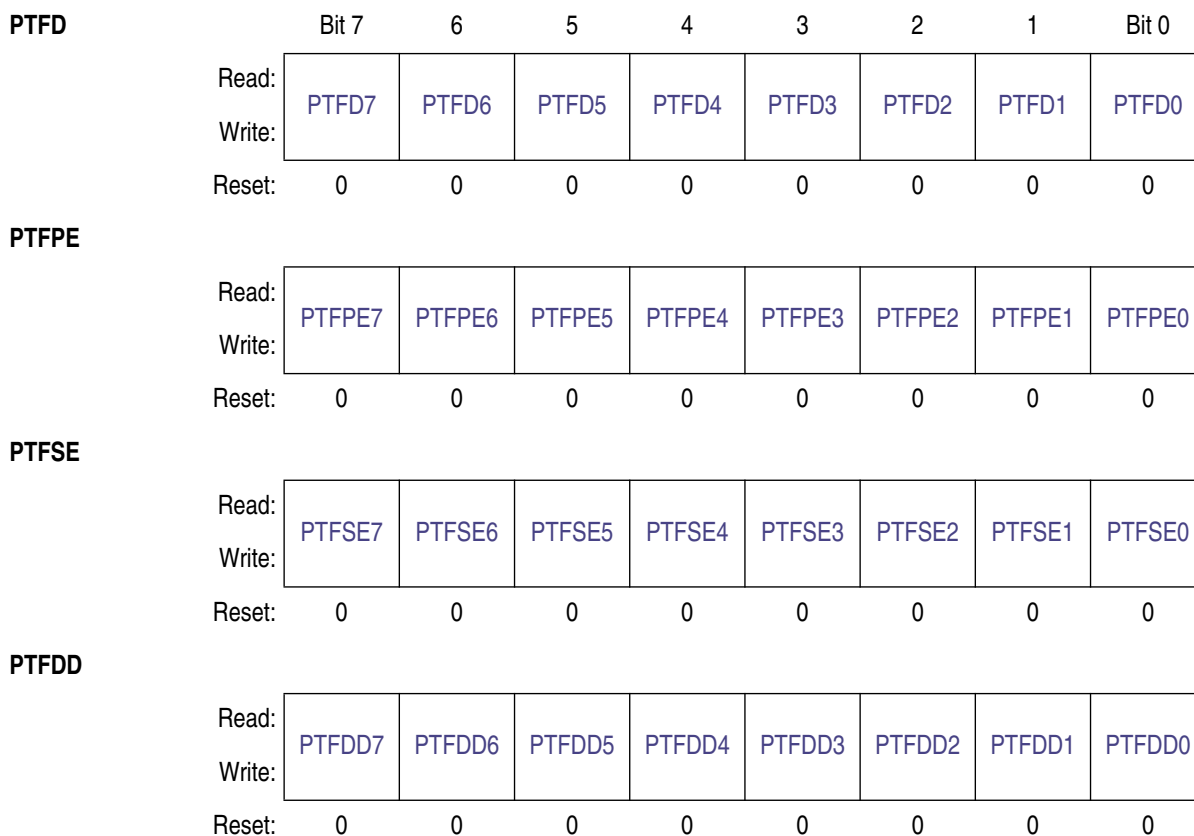 PTFD Bit 7 6 5 4 3 2 1 Bit 0
Read:
PTFD7 PTFD6 PTFD5 PTFD4 PTFD3 PTFD2 PTFD1 PTFD0
Write:
Reset: 0 0 0 0 0 0 0 0
PTFPE
Read:
PTFPE7 PTFPE6 PTFPE5 PTFPE4 PTFPE3 PTFPE2 PTFPE1 PTFPE0
Write:
Reset: 0 0 0 0 0 0 0 0
PTFSE
Read:
PTFSE7 PTFSE6 PTFSE5 PTFSE4 PTFSE3 PTFSE2 PTFSE1 PTFSE0
Write:
Reset: 0 0 0 0 0 0 0 0
PTFDD
Read:
PTFDD7 PTFDD6 PTFDD5 PTFDD4 PTFDD3 PTFDD2 PTFDD1 PTFDD0
Write:
Reset: 0 0 0 0 0 0 0 0